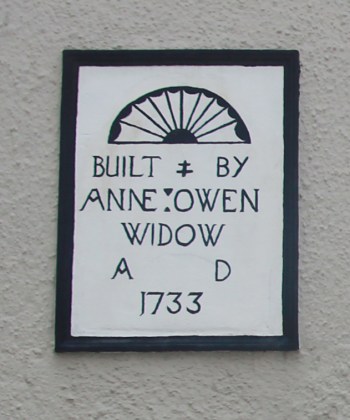 BUILT ‡ BY
ANNE:OWEN
WIDOW
A D
1733